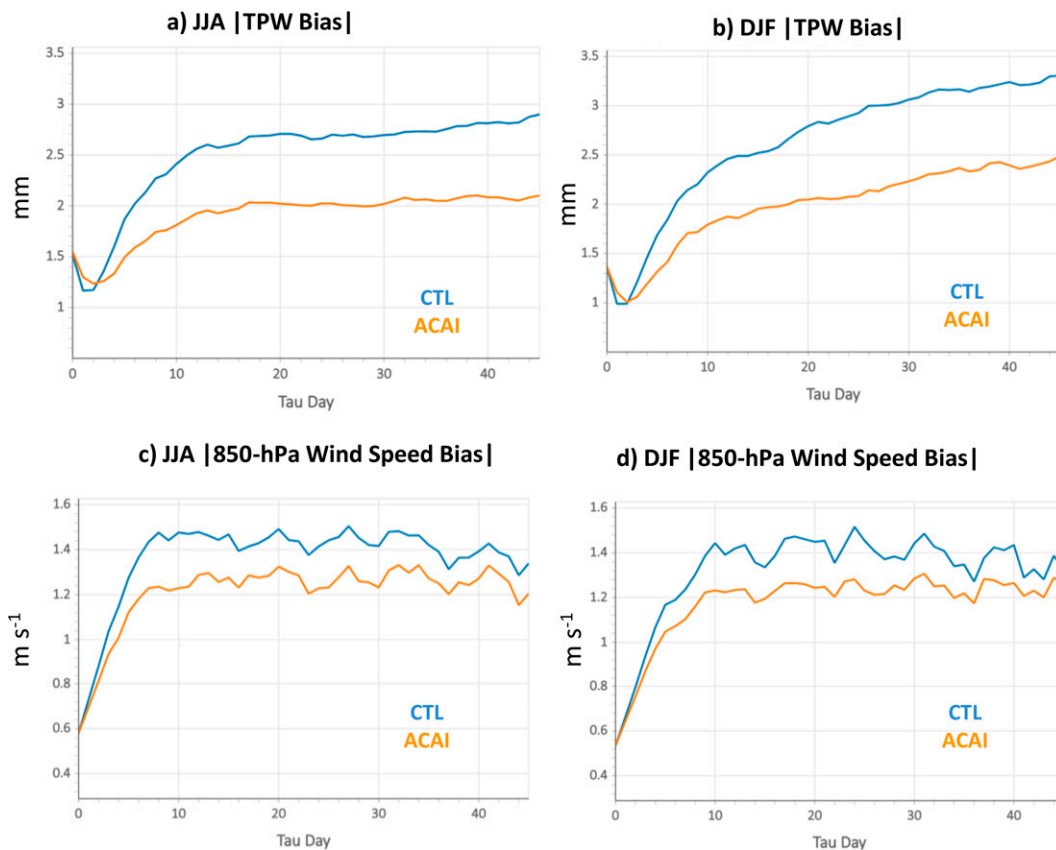 a) JJA |TPW Bias|
3.5
3
2.5
2
1.5
1
mm
0 10 20 30 40
Tau Day
CTL
ACAI
b) DJF |TPW Bias|
3.5
3
2.5
2
1.5
1
mm
0 10 20 30 40
Tau Day
CTL
ACAI
c) JJA |850-hPa Wind Speed Bias|
1.6
1.4
1.2
1
0.8
0.6
0.4
m s-1
0 10 20 30 40
Tau Day
CTL
ACAI
d) DJF |850-hPa Wind Speed Bias|
1.6
1.4
1.2
1
0.8
0.6
0.4
m s-1
0 10 20 30 40
Tau Day
CTL
ACAI